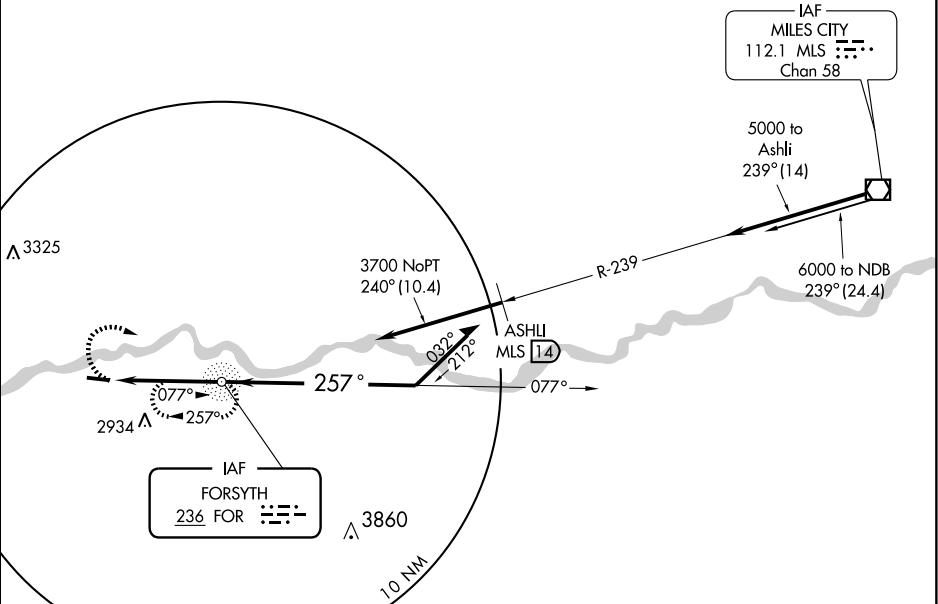 IAF
MILES CITY
112.1 MLS
Chan 58
5000 to
Ashli
239° (14)
3325
3700 NoPT
240° (10.4)
R-239
6000 to NDB
239° (24.4)
ASHLI
MLS 14
032°
212°
257°
077°
077°
257°
2934
IAF
FORSYTH
236 FOR
3860
10 NM